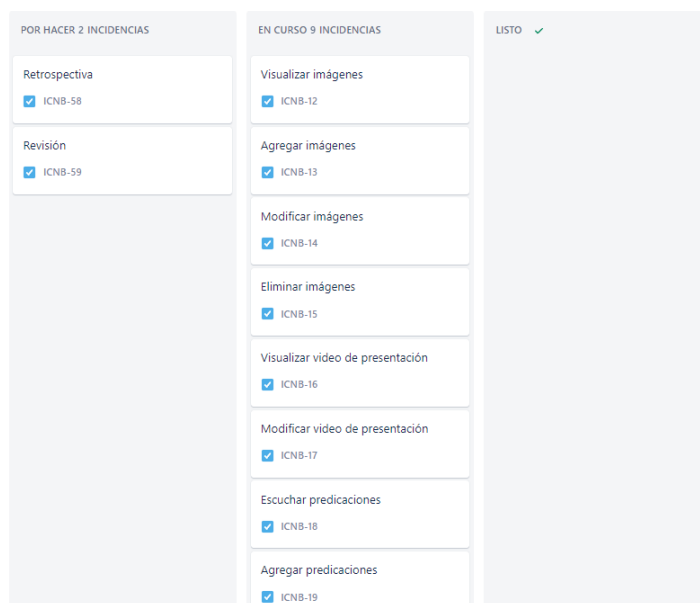 POR HACER 2 INCIDENCIAS
Retrospectiva
ICNB-58
Revisión
ICNB-59
EN CURSO 9 INCIDENCIAS
Visualizar imágenes
ICNB-12
Agregar imágenes
ICNB-13
Modificar imágenes
ICNB-14
Eliminar imágenes
ICNB-15
Visualizar video de presentación
ICNB-16
Modificar video de presentación
ICNB-17
Escuchar predicaciones
ICNB-18
Agregar predicaciones
ICNB-19
LISTO